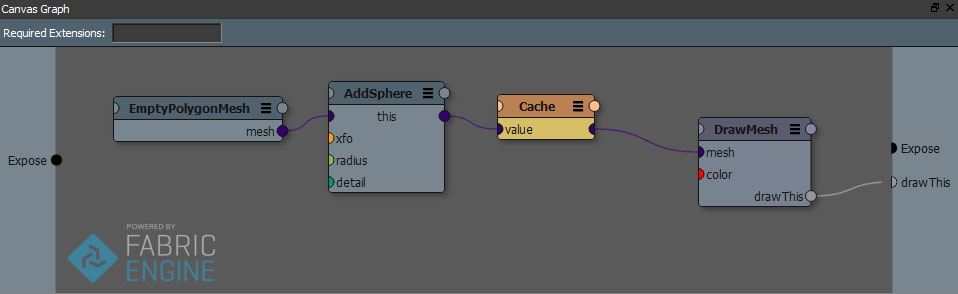 Canvas Graph
Required Extensions:
EmptyPolygonMesh
mesh
AddSphere
this
xfo
radius
detail
Cache
value
DrawMesh
mesh
color
drawThis
Expose
Expose
drawThis
POWERED BY
FABRIC
ENGINE